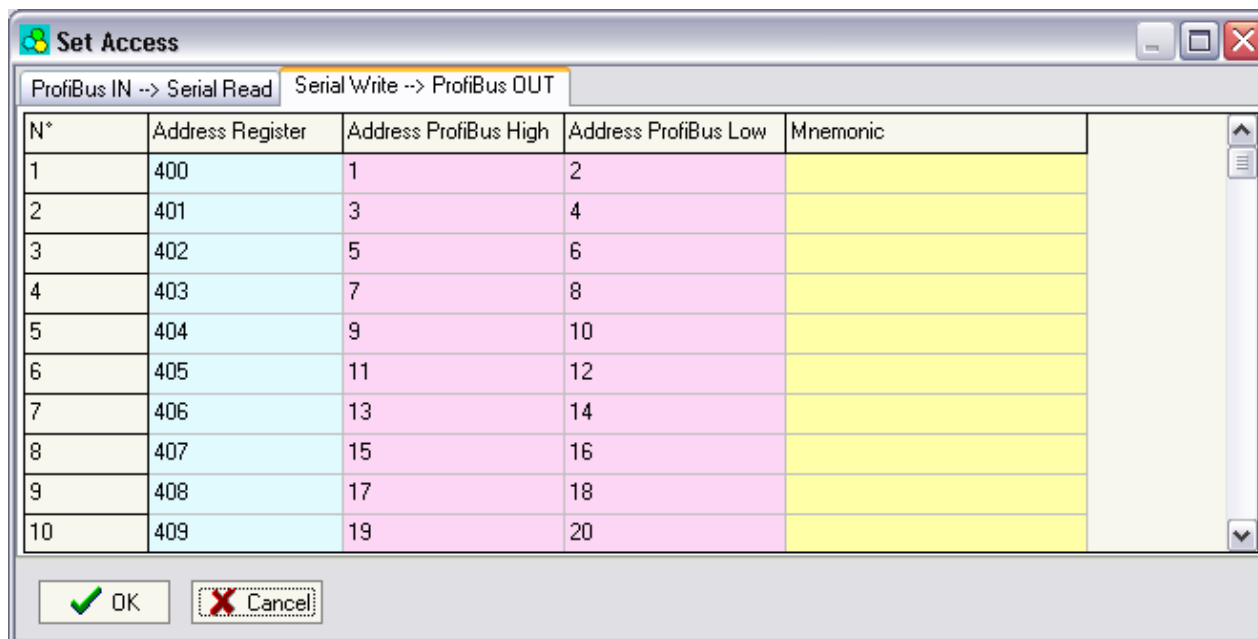 Set Access
ProfiBus IN --> Serial Read Serial Write --> ProfiBus OUT
N° Address Register Address ProfiBus High Address ProfiBus Low Mnemonic
1 400 1 2
2 401 3 4
3 402 5 6
4 403 7 8
5 404 9 10
6 405 11 12
7 406 13 14
8 407 15 16
9 408 17 18
10 409 19 20
OK Cancel